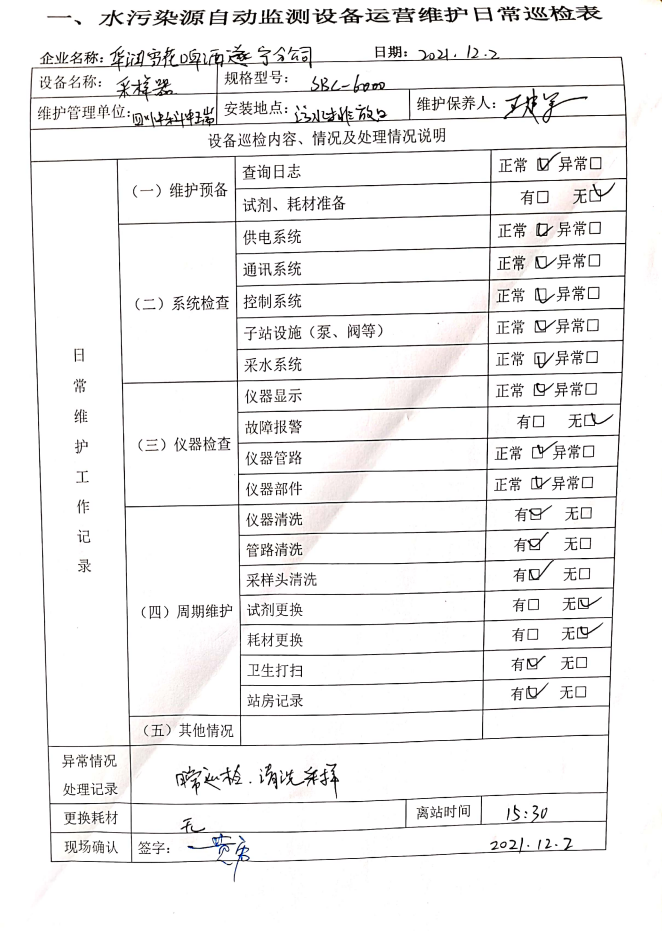 一、水污染源自动监测设备运营维护日常巡检表
企业名称: 华润雪花啤酒遂宁分公司 日期: 2021.12.2
设备名称: 采样器 规格型号: SBC-6000
维护管理单位: 四川中科中瑞 安装地点: 污水排放口 维护保养人:
设备巡检内容、情况及处理情况说明
日常维护工作记录
(一)维护预备 查询日志 正常 ☑ 异常□
试剂、耗材准备 有□ 无☑
(二)系统检查 供电系统 正常 ☑ 异常□
通讯系统 正常 ☑ 异常□
控制系统 正常 ☑ 异常□
子站设施(泵、阀等) 正常 ☑ 异常□
采水系统 正常 ☑ 异常□
(三)仪器检查 仪器显示 正常 ☑ 异常□
故障报警 有□ 无☑
仪器管路 正常 ☑ 异常□
仪器部件 正常 ☑ 异常□
(四)周期维护 仪器清洗 有☑ 无□
管路清洗 有☑ 无□
采样头清洗 有☑ 无□
试剂更换 有□ 无☑
耗材更换 有□ 无☑
卫生打扫 有☑ 无□
站房记录 有☑ 无□
(五)其他情况
异常情况
处理记录 日常巡检.清洗采样
更换耗材 无 离站时间 15:30
现场确认 签字: 2021.12.2